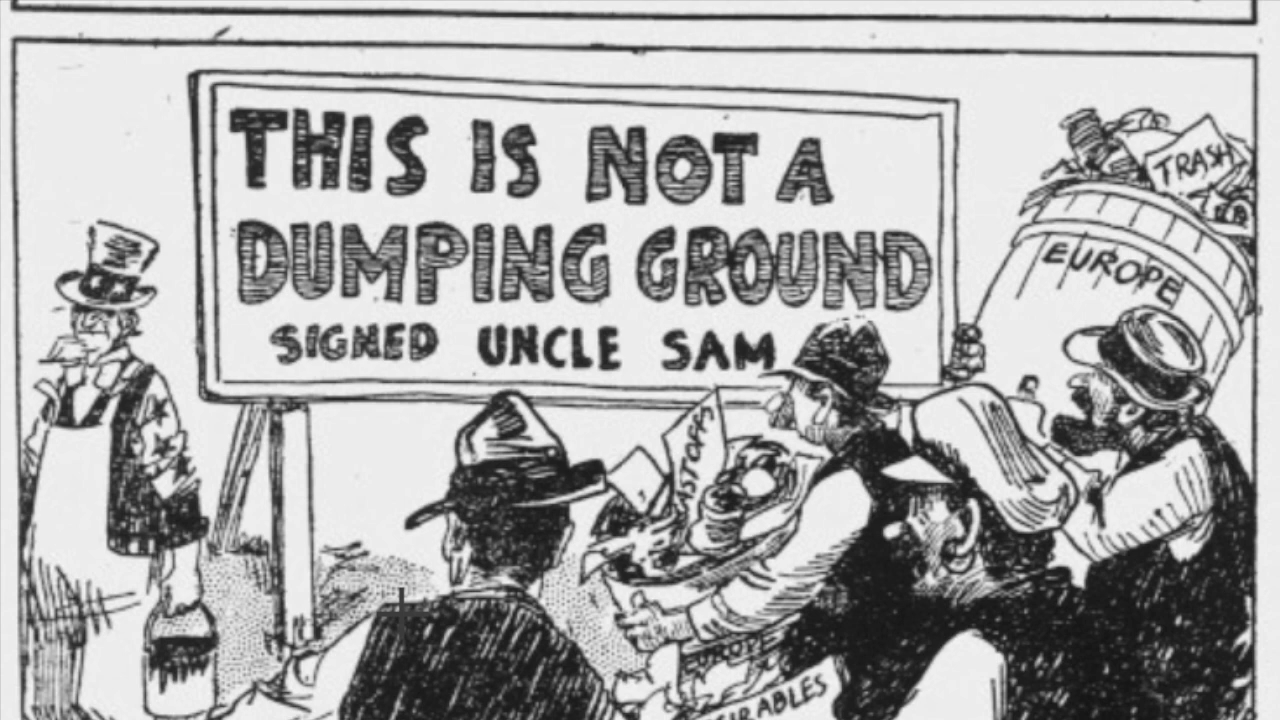 THIS IS NOT A
DUMPING GROUND
SIGNED UNCLE SAM
TRASH
EUROPE
CASTOFFS
EUROPE